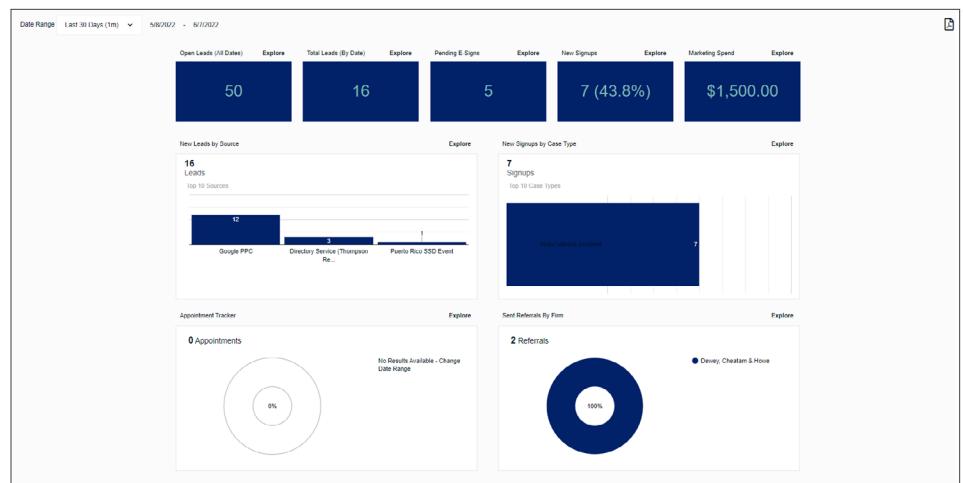 Date Range Last 30 Days (1m) 5/8/2022 - 6/7/2022
Open Leads (All Dates) Explore Total Leads (By Date) Explore Pending E-Signs Explore New Signups Explore Marketing Spend Explore
50 16 5 7 (43.8%) $1,500.00
New Leads by Source Explore New Signups by Case Type Explore
16
Leads
Top 10 Sources
12
3
1
Google PPC Directory Service (Thompson Puerto Rico SSD Event
Re...
7
Signups
Top 10 Case Types
7
Appointment Tracker Explore Sent Referrals By Firm Explore
0 Appointments
No Results Available - Change
Date Range
0%
2 Referrals
Dewey, Cheatam & Howe
100%